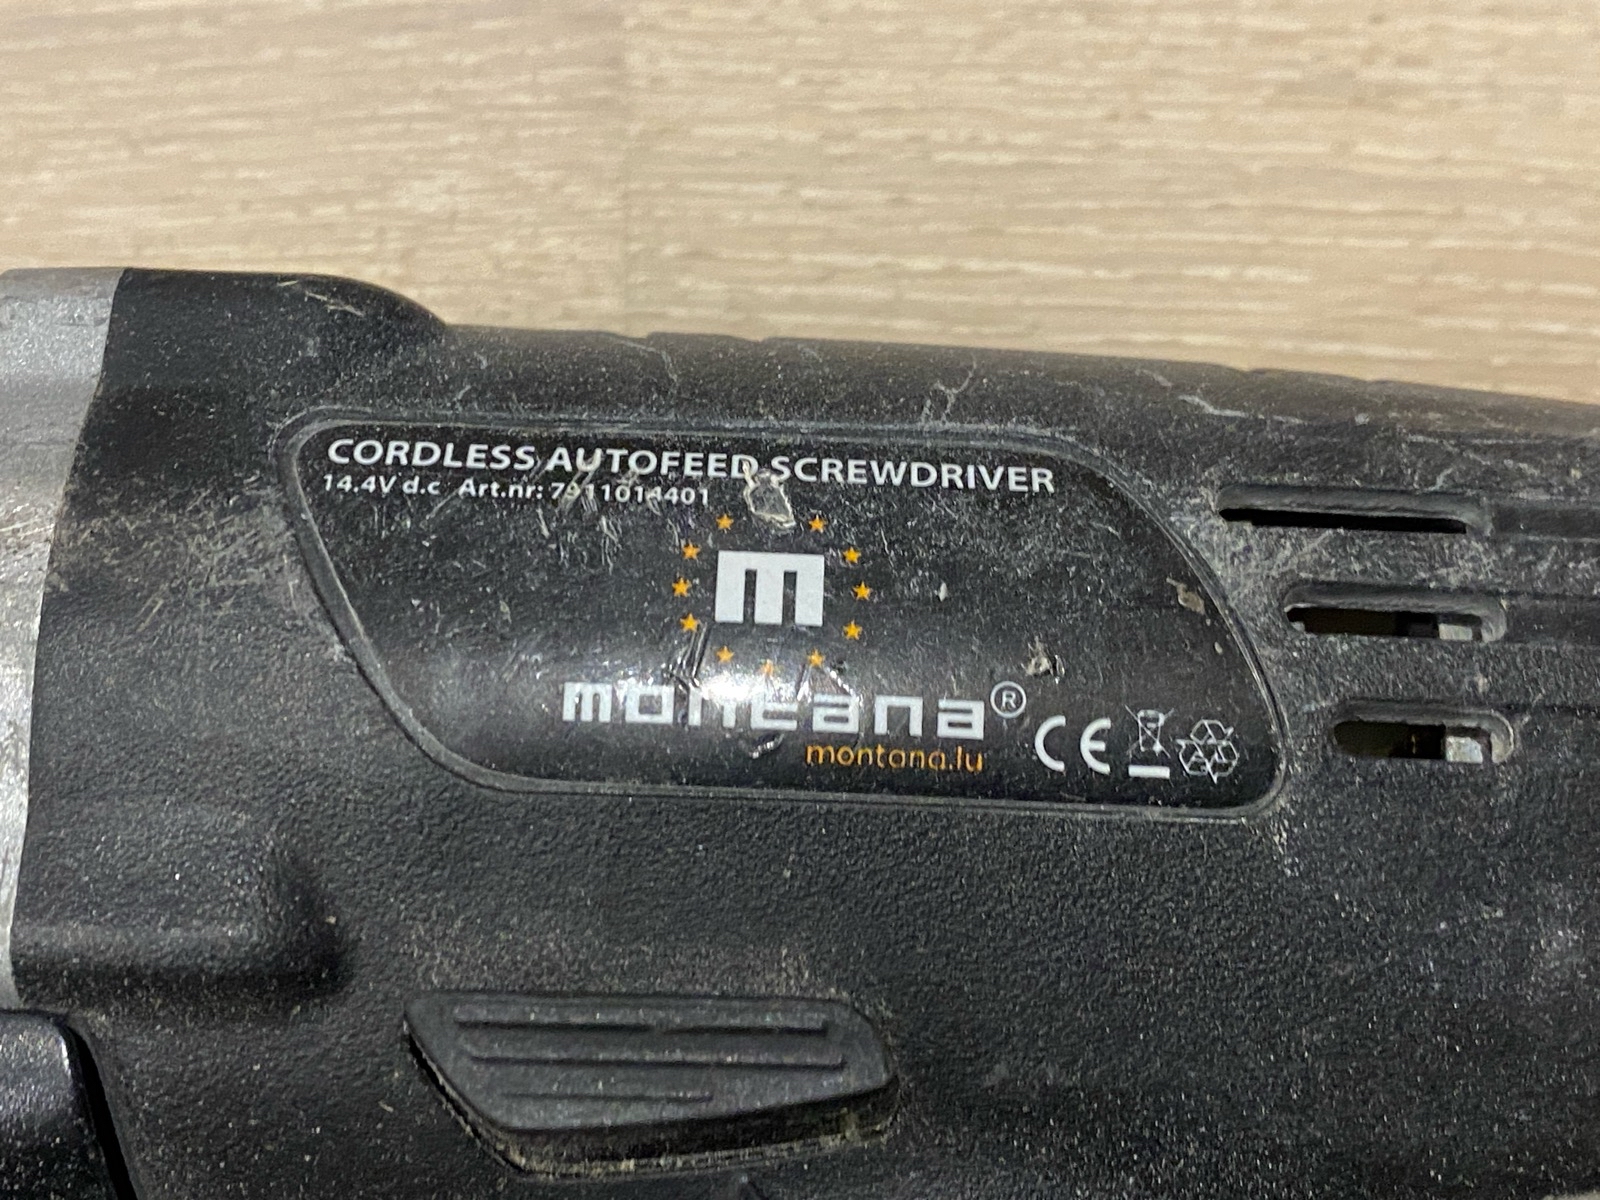 CORDLESS AUTOFEED SCREWDRIVER
14.4V d.c Art.nr: 7911014401
m
montana®
montana.lu
CE